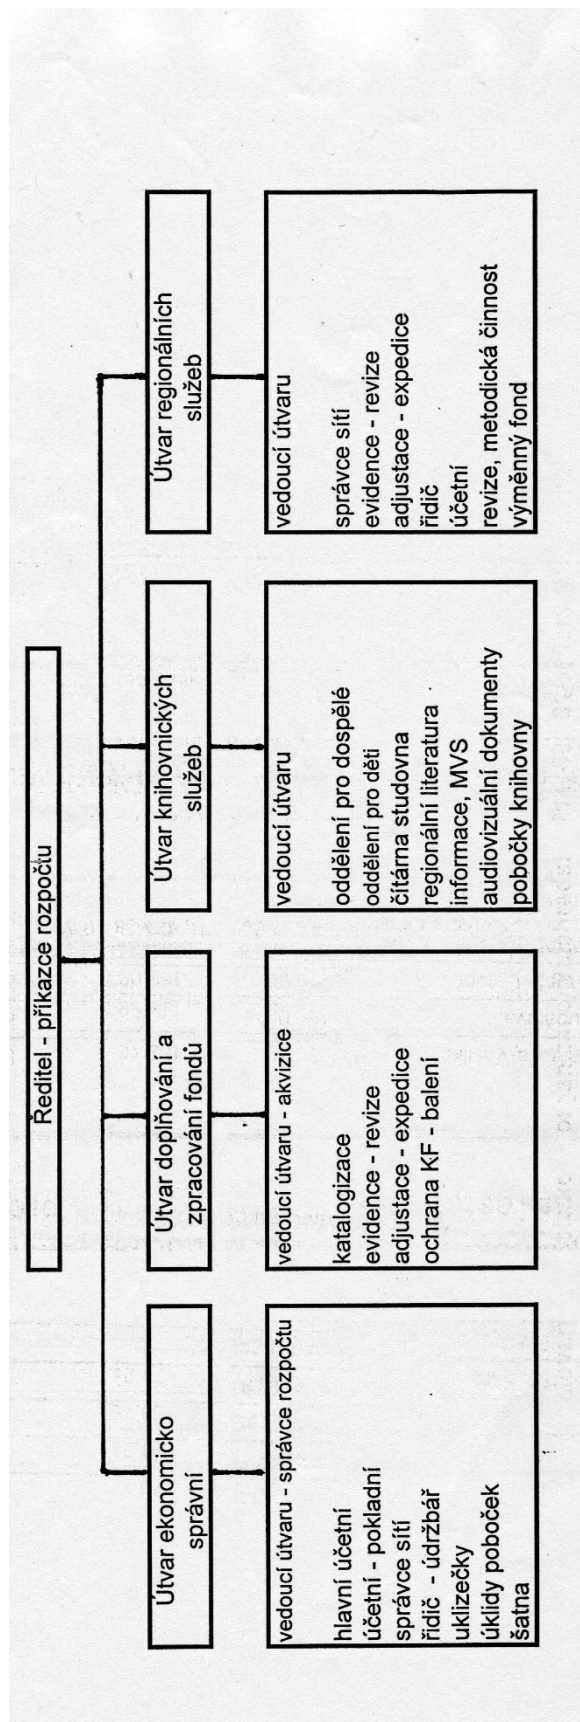 Reditel - příkazce rozpočtu
Útvar ekonomicko
správní
vedoucí útvaru - správce rozpočtu
hlavní účetní
účetní - pokladní
správce sítí
řidič - údržbář
uklizečky
úklidy poboček
šatna
Útvar doplňování a
zpracování fondů
vedoucí útvaru - akvizice
katalogizace
evidence - revize
adjustace - expedice
ochrana KF - balení
Útvar knihovnických
služeb
vedoucí útvaru
oddělení pro dospělé
oddělení pro děti
čítárna studovna
regionální literatura
informace, MVS
audiovizuální dokumenty
pobočky knihovny
Útvar regionálních
služeb
vedoucí útvaru
správce sítí
evidence - revize
adjustace - expedice
řidič
účetní
revize, metodická činnost
výměnný fond